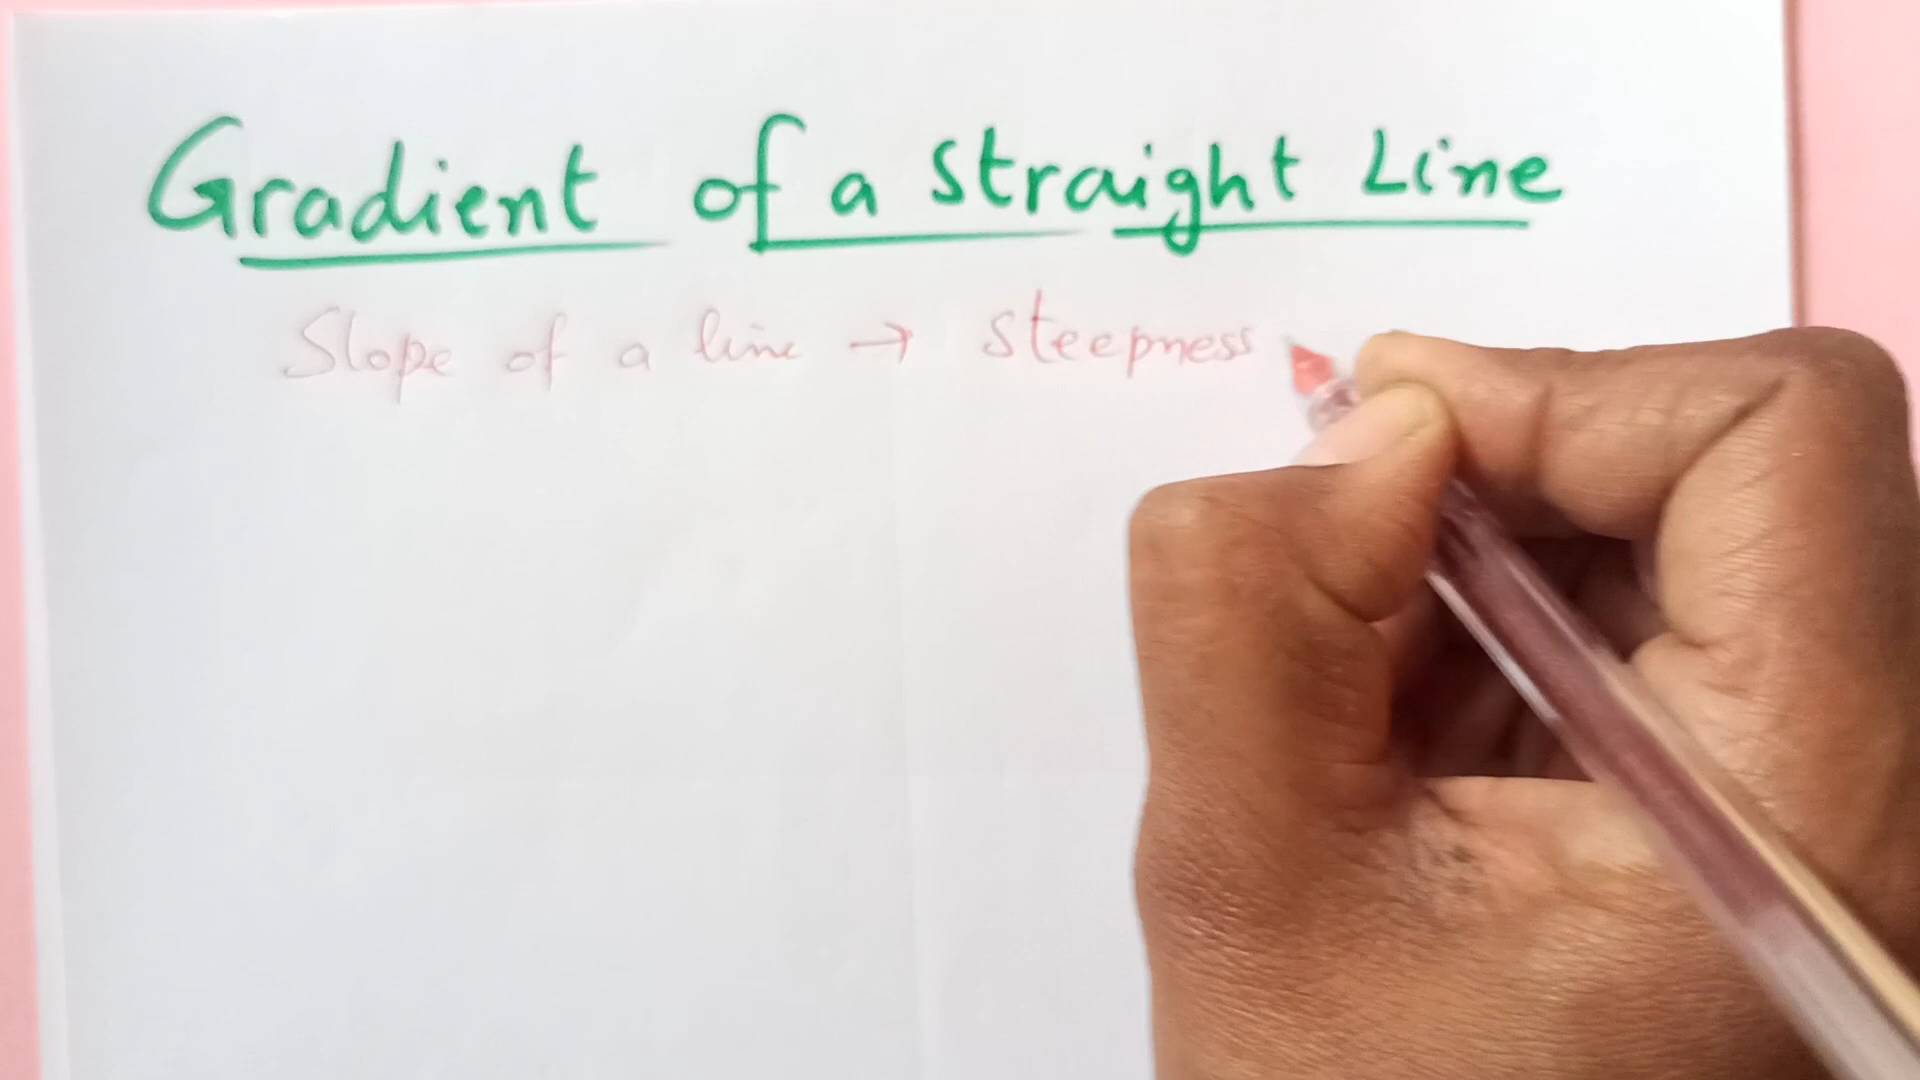 Gradient of a straight Line
Slope of a line → steepness